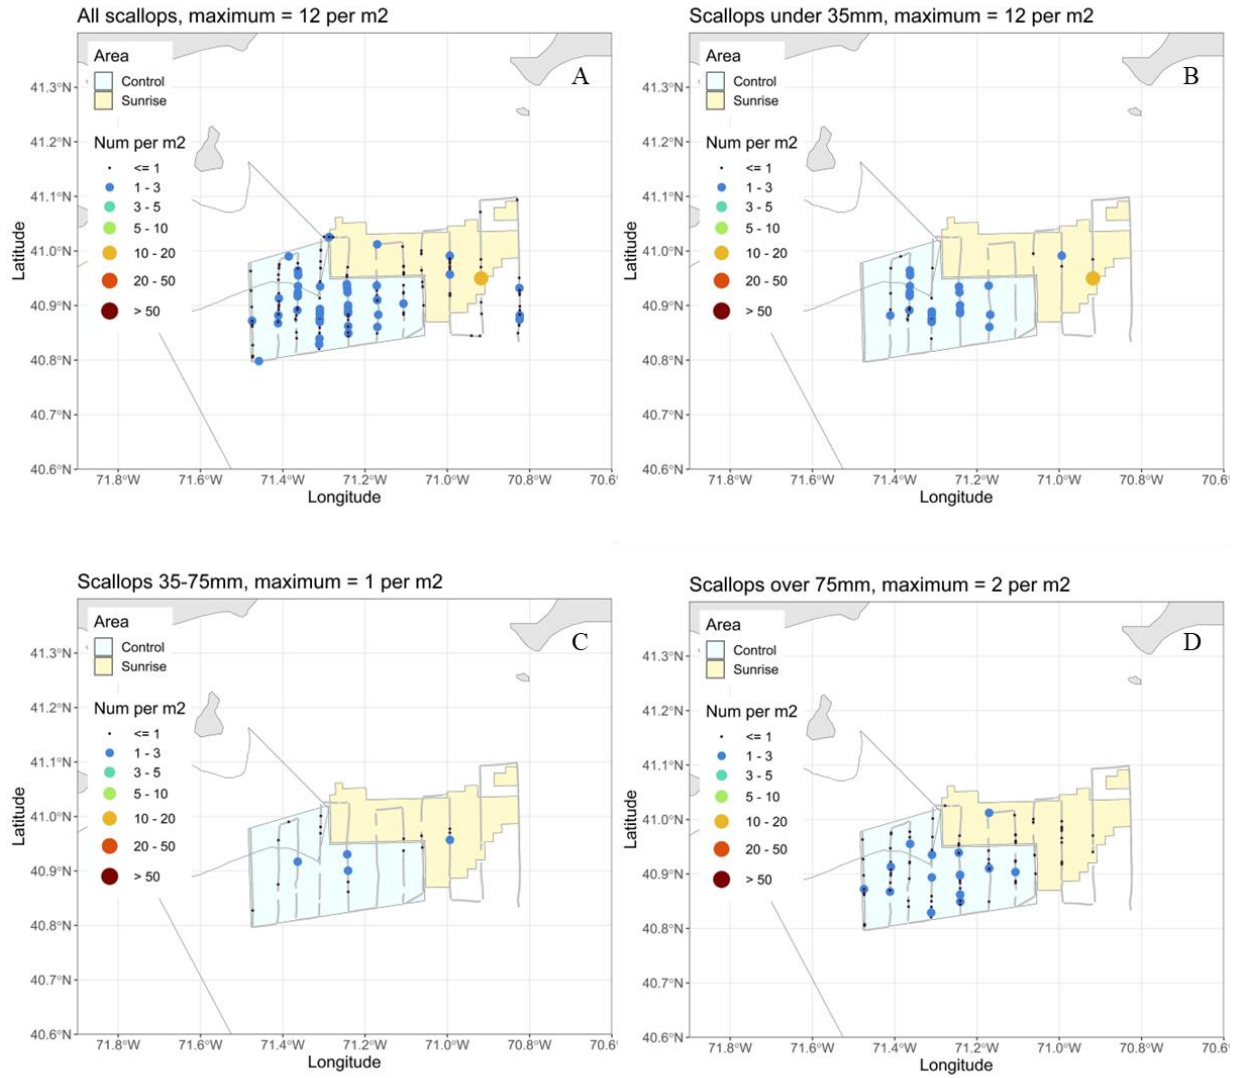 All scallops, maximum = 12 per m2
Area
Control
Sunrise
Num per m2
<= 1
1 - 3
3 - 5
5 - 10
10 - 20
20 - 50
> 50
A
41.3°N
41.2°N
41.1°N
41.0°N
40.9°N
40.8°N
40.7°N
40.6°N
Latitude
71.8°W 71.6°W 71.4°W 71.2°W 71.0°W 70.8°W 70.6°
Longitude
Scallops under 35mm, maximum = 12 per m2
Area
Control
Sunrise
Num per m2
<= 1
1 - 3
3 - 5
5 - 10
10 - 20
20 - 50
> 50
B
41.3°N
41.2°N
41.1°N
41.0°N
40.9°N
40.8°N
40.7°N
40.6°N
Latitude
71.8°W 71.6°W 71.4°W 71.2°W 71.0°W 70.8°W 70.6°
Longitude
Scallops 35-75mm, maximum = 1 per m2
Area
Control
Sunrise
Num per m2
<= 1
1 - 3
3 - 5
5 - 10
10 - 20
20 - 50
> 50
C
41.3°N
41.2°N
41.1°N
41.0°N
40.9°N
40.8°N
40.7°N
40.6°N
Latitude
71.8°W 71.6°W 71.4°W 71.2°W 71.0°W 70.8°W 70.6°
Longitude
Scallops over 75mm, maximum = 2 per m2
Area
Control
Sunrise
Num per m2
<= 1
1 - 3
3 - 5
5 - 10
10 - 20
20 - 50
> 50
D
41.3°N
41.2°N
41.1°N
41.0°N
40.9°N
40.8°N
40.7°N
40.6°N
Latitude
71.8°W 71.6°W 71.4°W 71.2°W 71.0°W 70.8°W 70.6°
Longitude